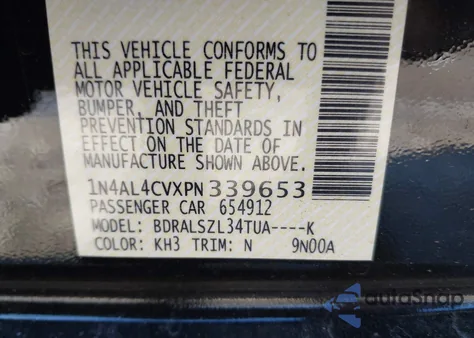 THIS VEHICLE CONFORMS TO
ALL APPLICABLE FEDERAL
MOTOR VEHICLE SAFETY,
BUMPER, AND THEFT
PREVENTION STANDARDS IN
EFFECT ON THE DATE OF
MANUFACTURE SHOWN ABOVE.
1N4AL4CVXPN339653
PASSENGER CAR 654912
MODEL: BDRALSZL34TUA----K
COLOR: KH3 TRIM: N 9N00A
autoSnap